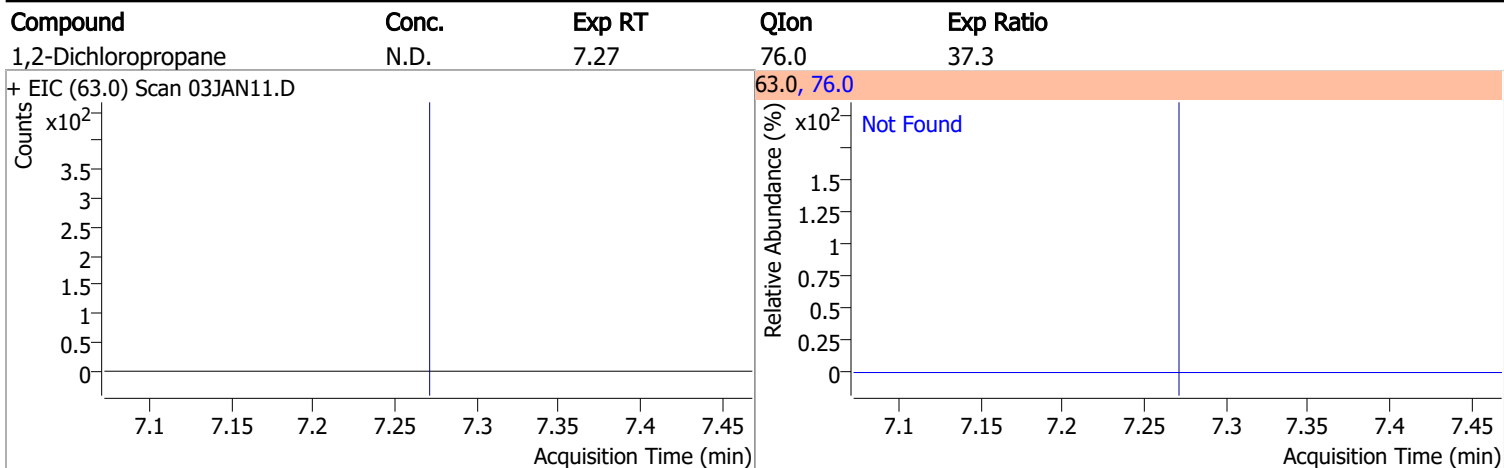 Compound Conc. Exp RT QIon Exp Ratio
1,2-Dichloropropane N.D. 7.27 76.0 37.3
+ EIC (63.0) Scan 03JAN11.D
Counts
x10²
3.5
3
2.5
2
1.5
1
0.5
0
7.1 7.15 7.2 7.25 7.3 7.35 7.4 7.45
Acquisition Time (min)
63.0, 76.0
Relative Abundance (%)
x10²
Not Found
1.5
1.25
1
0.75
0.5
0.25
0
7.1 7.15 7.2 7.25 7.3 7.35 7.4 7.45
Acquisition Time (min)